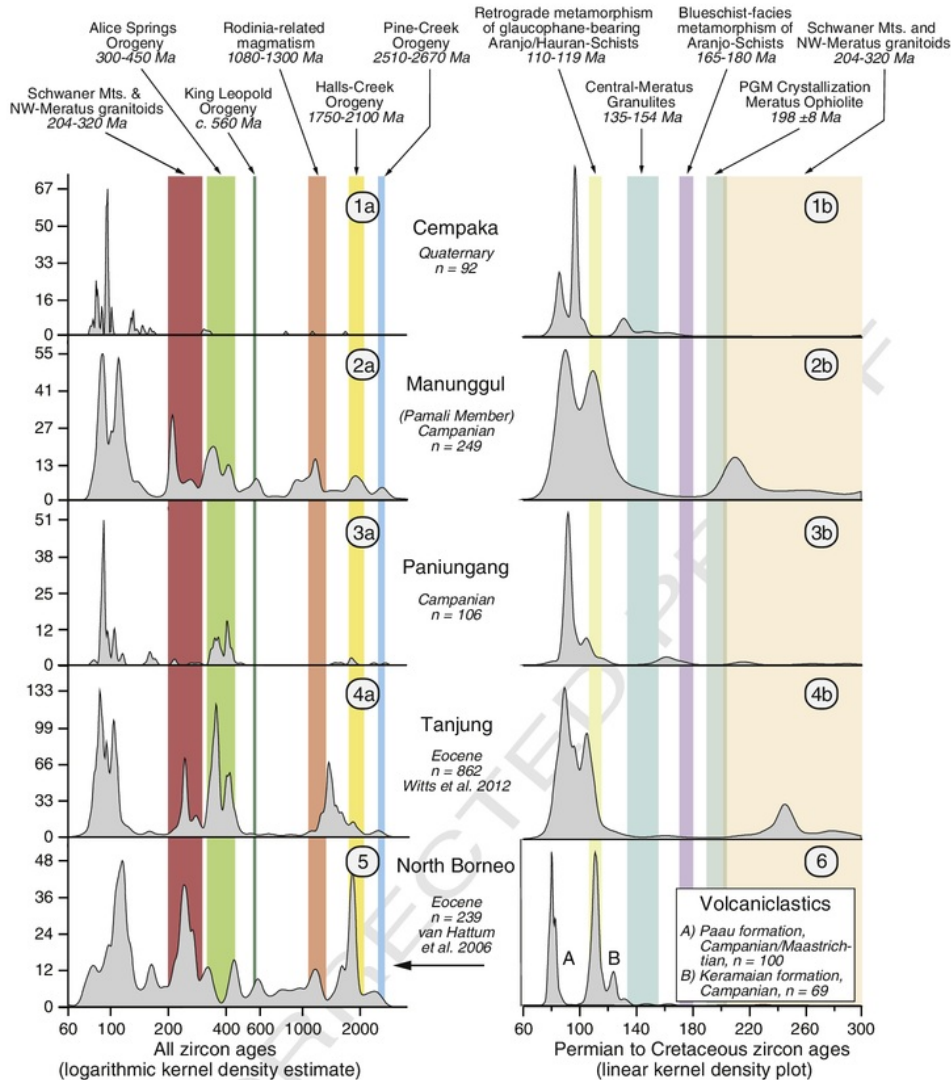 Alice Springs
Orogeny
300-450 Ma
Rodinia-related
magmatism
1080-1300 Ma
Pine-Creek
Orogeny
2510-2670 Ma
Schwaner Mts. &
NW-Meratus granitoids
204-320 Ma
King Leopold
Orogeny
c. 560 Ma
Halls-Creek
Orogeny
1750-2100 Ma
Retrograde metamorphism
of glaucophane-bearing
Aranjo/Hauran-Schists
110-119 Ma
Blueschist-facies
metamorphism of
Aranjo-Schists
165-180 Ma
Schwaner Mts. and
NW-Meratus granitoids
204-320 Ma
Central-Meratus
Granulites
135-154 Ma
PGM Crystallization
Meratus Ophiolite
198 ±8 Ma
67
50
33
16
0
1a
Cempaka
Quaternary
n = 92
1b
55
41
27
13
0
2a
Manunggul
(Pamali Member)
Campanian
n = 249
2b
51
38
25
12
0
3a
Paniungang
Campanian
n = 106
3b
133
99
66
33
0
4a
Tanjung
Eocene
n = 862
Witts et al. 2012
4b
48
36
24
12
0
5
North Borneo
Eocene
n = 239
van Hattum
et al. 2006
6
A
B
Volcaniclastics
A) Paau formation,
Campanian/Maastrich-
tian, n = 100
B) Keramaian formation,
Campanian, n = 69
60 100 200 400 600 1000 2000
All zircon ages
(logarithmic kernel density estimate)
60 100 140 180 220 260 300
Permian to Cretaceous zircon ages
(linear kernel density plot)
RRECTED PROOF